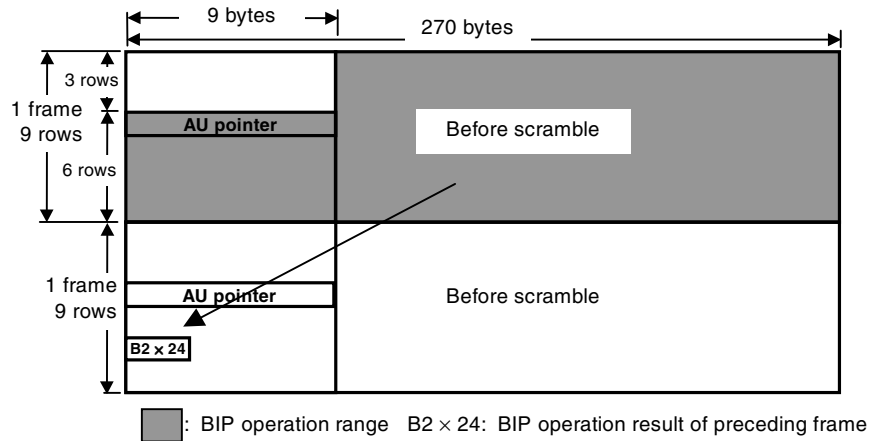 9 bytes
270 bytes
3 rows
1 frame
9 rows
AU pointer
Before scramble
6 rows
1 frame
9 rows
AU pointer
Before scramble
B2 × 24
: BIP operation range B2 × 24: BIP operation result of preceding frame